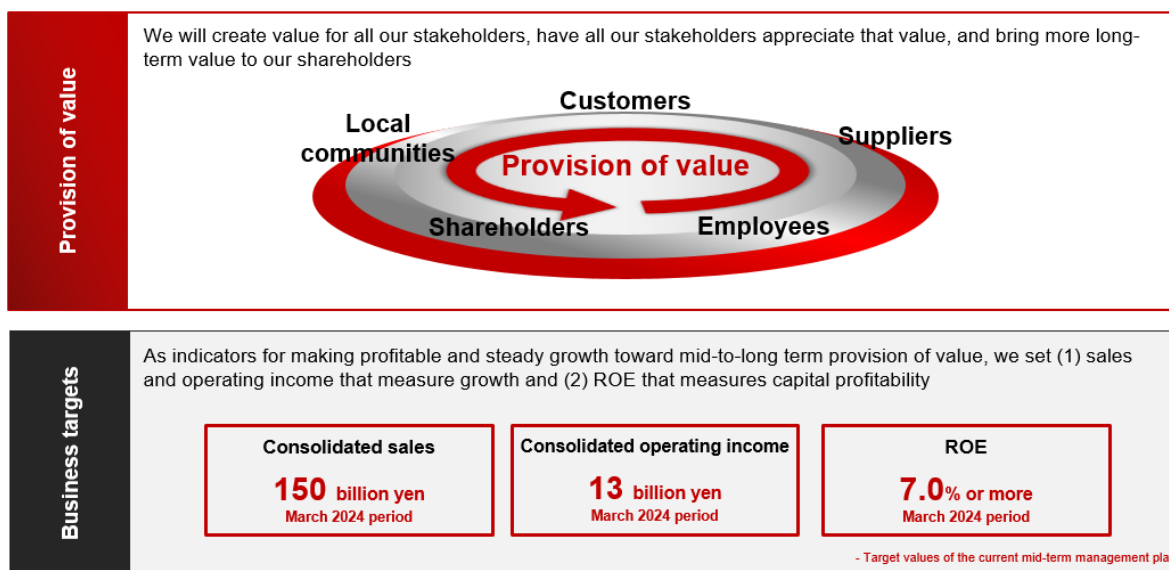 Provision of value
We will create value for all our stakeholders, have all our stakeholders appreciate that value, and bring more long-
term value to our shareholders
Customers
Local
communities
Suppliers
Provision of value
Shareholders
Employees
Business targets
As indicators for making profitable and steady growth toward mid-to-long term provision of value, we set (1) sales
and operating income that measure growth and (2) ROE that measures capital profitability
Consolidated sales
150 billion yen
March 2024 period
Consolidated operating income
13 billion yen
March 2024 period
ROE
7.0% or more
March 2024 period
- Target values of the current mid-term management pla